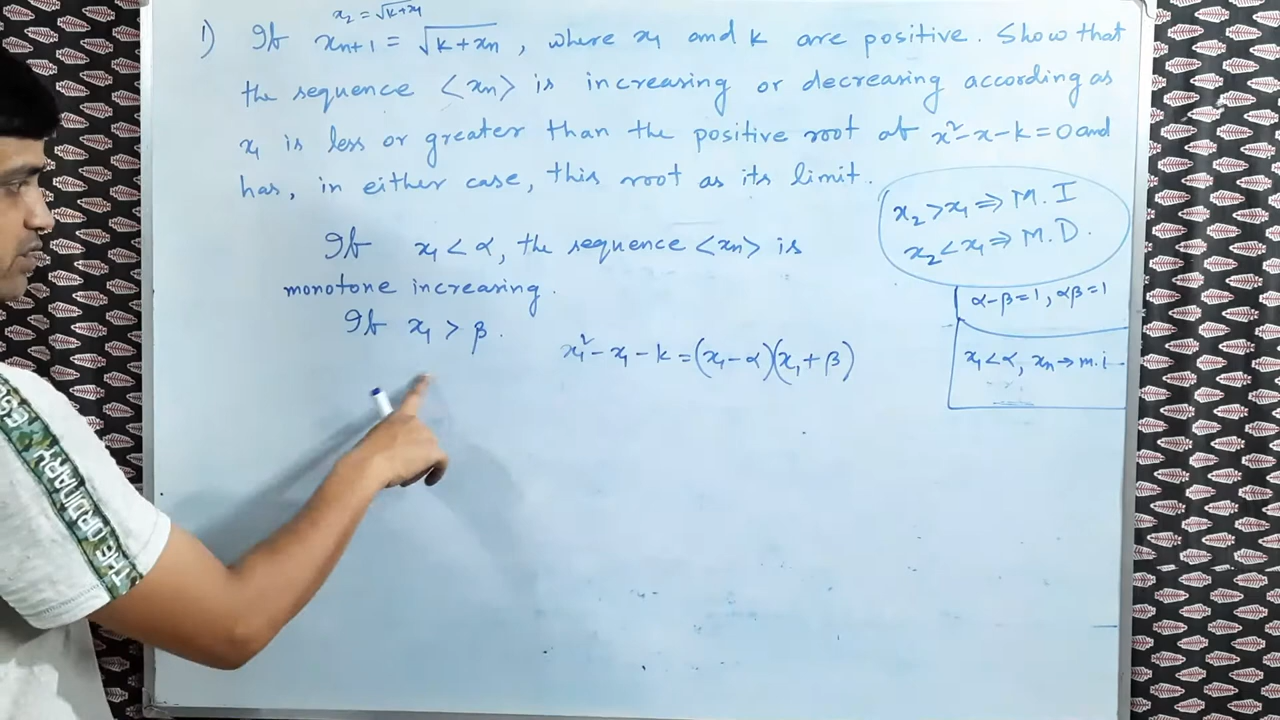 x₂ = √k+x₁
1) If xₙ₊₁ = √k+xₙ , where x₁ and k are positive. Show that
the sequence <xₙ> is increasing or decreasing according as
x₁ is less or greater than the positive root of x²-x-k=0 and
has, in either case, this root as its limit.
x₂>x₁ ⇒ M.I
x₂<x₁ ⇒ M.D.
If x₁ < α, the sequence <xₙ> is
monotone increasing.
α-β=1, αβ=1
If x₁ > β.
x₁²-x₁-k=(x₁-α)(x₁+β)
x₁<α, xₙ→m.i
THE ORDINARY